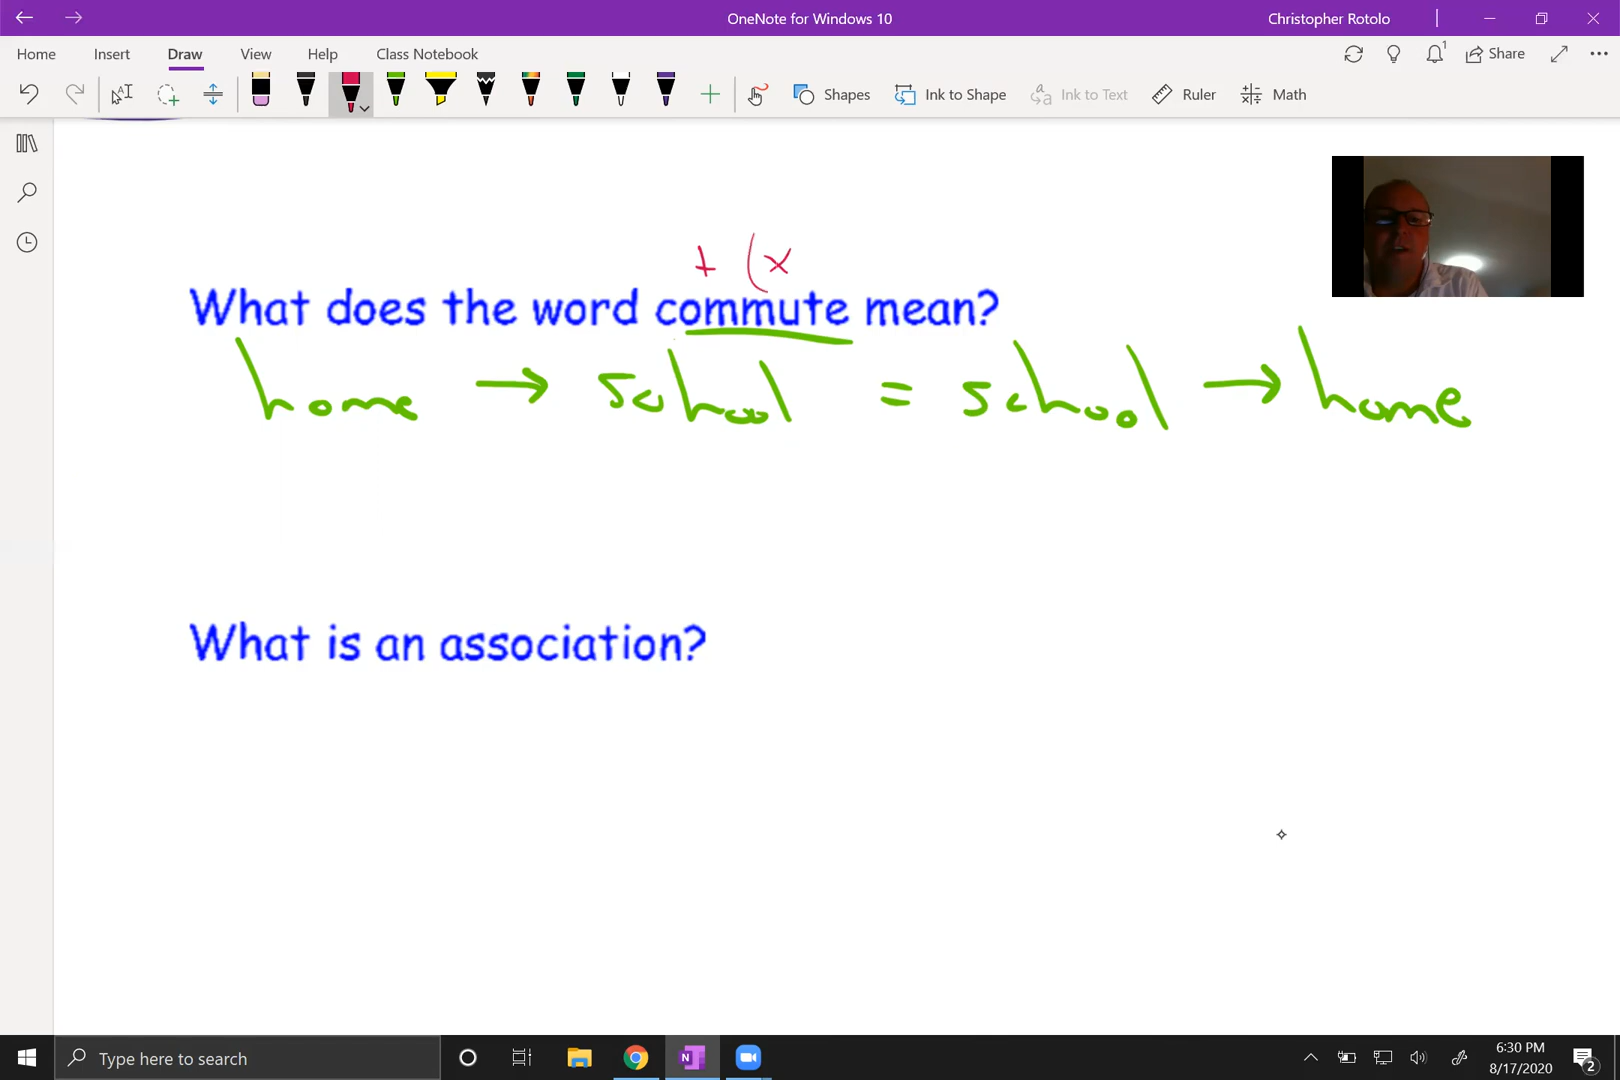 OneNote for Windows 10
Christopher Rotolo
Home Insert Draw View Help Class Notebook
1 Share
Shapes Ink to Shape Ink to Text Ruler Math
+ (x
What does the word commute mean?
home → school = school → home
What is an association?
Type here to search
6:30 PM
8/17/2020
2